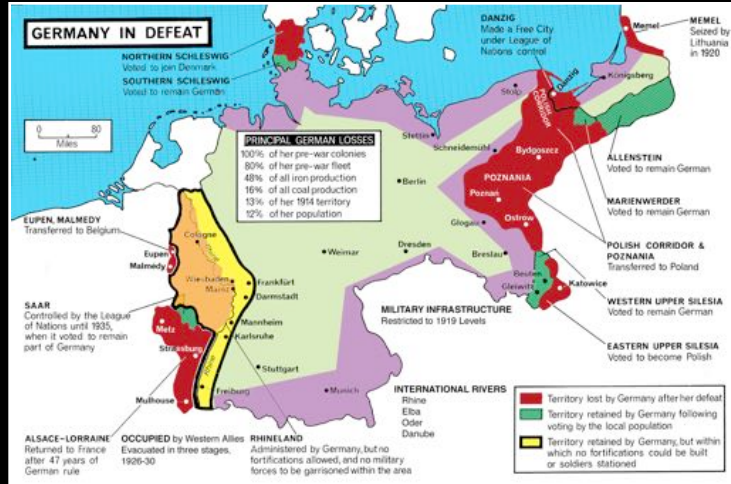 GERMANY IN DEFEAT
NORTHERN SCHLESWIG
Voted to join Denmark
SOUTHERN SCHLESWIG
Voted to remain German
DANZIG
Made a Free City
under League of
Nations control
MEMEL
Seized by
Lithuania
in 1920
Memel
Königsberg
Danzig
Stolp
POLISH
CORRIDOR
0 80
Miles
PRINCIPAL GERMAN LOSSES
100% of her pre-war colonies
80% of her pre-war fleet
48% of all iron production
16% of all coal production
13% of her 1914 territory
12% of her population
Stettin
Schneidemühl
Bydgoszcz
Berlin
POZNANIA
Poznań
Ostrów
Glogau
Breslau
Dresden
Weimar
ALLENSTEIN
Voted to remain German
MARIENWERDER
Voted to remain German
POLISH CORRIDOR &
POZNANIA
Transferred to Poland
EUPEN, MALMEDY
Transferred to Belgium
Eupen
Malmédy
Cologne
Wiesbaden
Mainz
Frankfürt
Darmstadt
Mannheim
Karlsruhe
SAAR
Controlled by the League
of Nations until 1935,
when it voted to remain
part of Germany
Metz
Strassburg
Stuttgart
Rhine
Mulhouse
Freiburg
Munich
Beuten
Gleiwitz
Katowice
WESTERN UPPER SILESIA
Voted to remain German
EASTERN UPPER SILESIA
Voted to become Polish
MILITARY INFRASTRUCTURE
Restricted to 1919 Levels
INTERNATIONAL RIVERS
Rhine
Elba
Oder
Danube
ALSACE-LORRAINE
Returned to France
after 47 years of
German rule
OCCUPIED by Western Allies
Evacuated in three stages,
1926-30
RHINELAND
Administered by Germany, but no
fortifications allowed, and no military
forces to be garrisoned within the area
Territory lost by Germany after her defeat
Territory retained by Germany following
voting by the local population
Territory retained by Germany, but within
which no fortifications could be built
or soldiers stationed